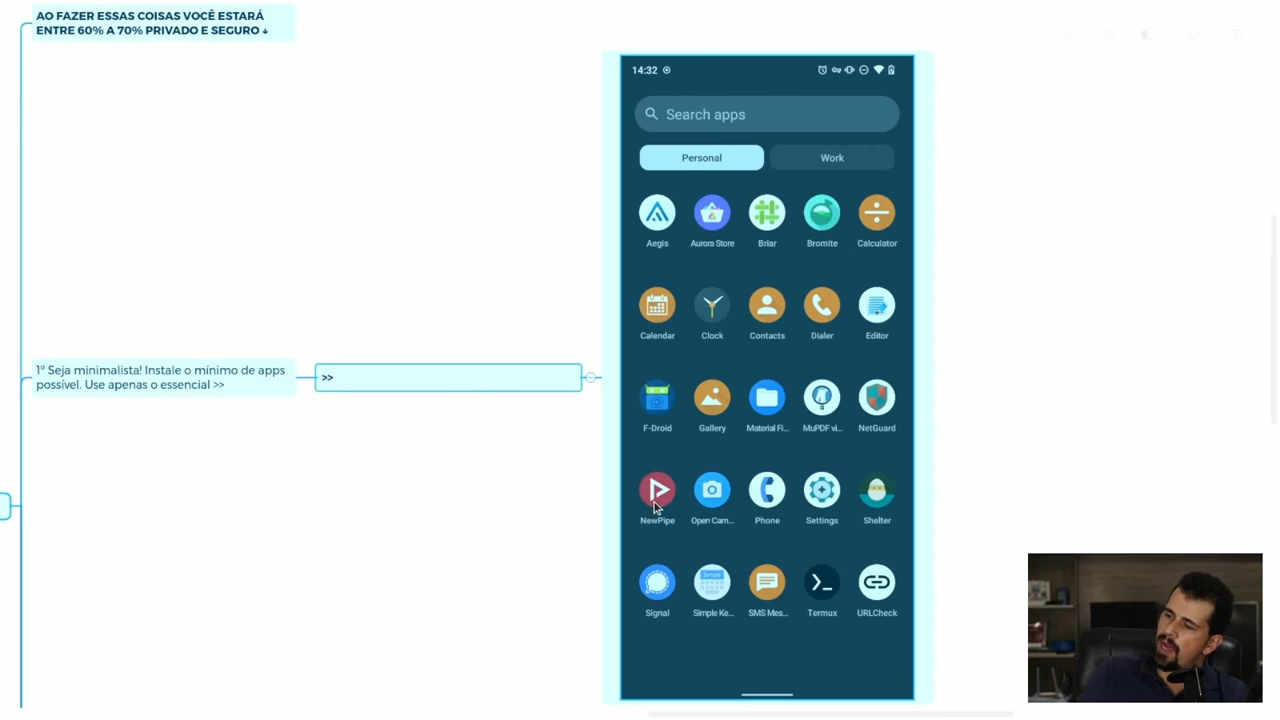 AO FAZER ESSAS COISAS VOCÊ ESTARÁ
ENTRE 60% A 70% PRIVADO E SEGURO ↓
1º Seja minimalista! Instale o mínimo de apps
possível. Use apenas o essencial >>
>>
14:32
Search apps
Personal Work
Aegis Aurora Store Briar Bromite Calculator
Calendar Clock Contacts Dialer Editor
F-Droid Gallery Material Fi... MuPDF vi... NetGuard
NewPipe Open Cam... Phone Settings Shelter
Signal Simple Ke... SMS Mes... Termux URLCheck